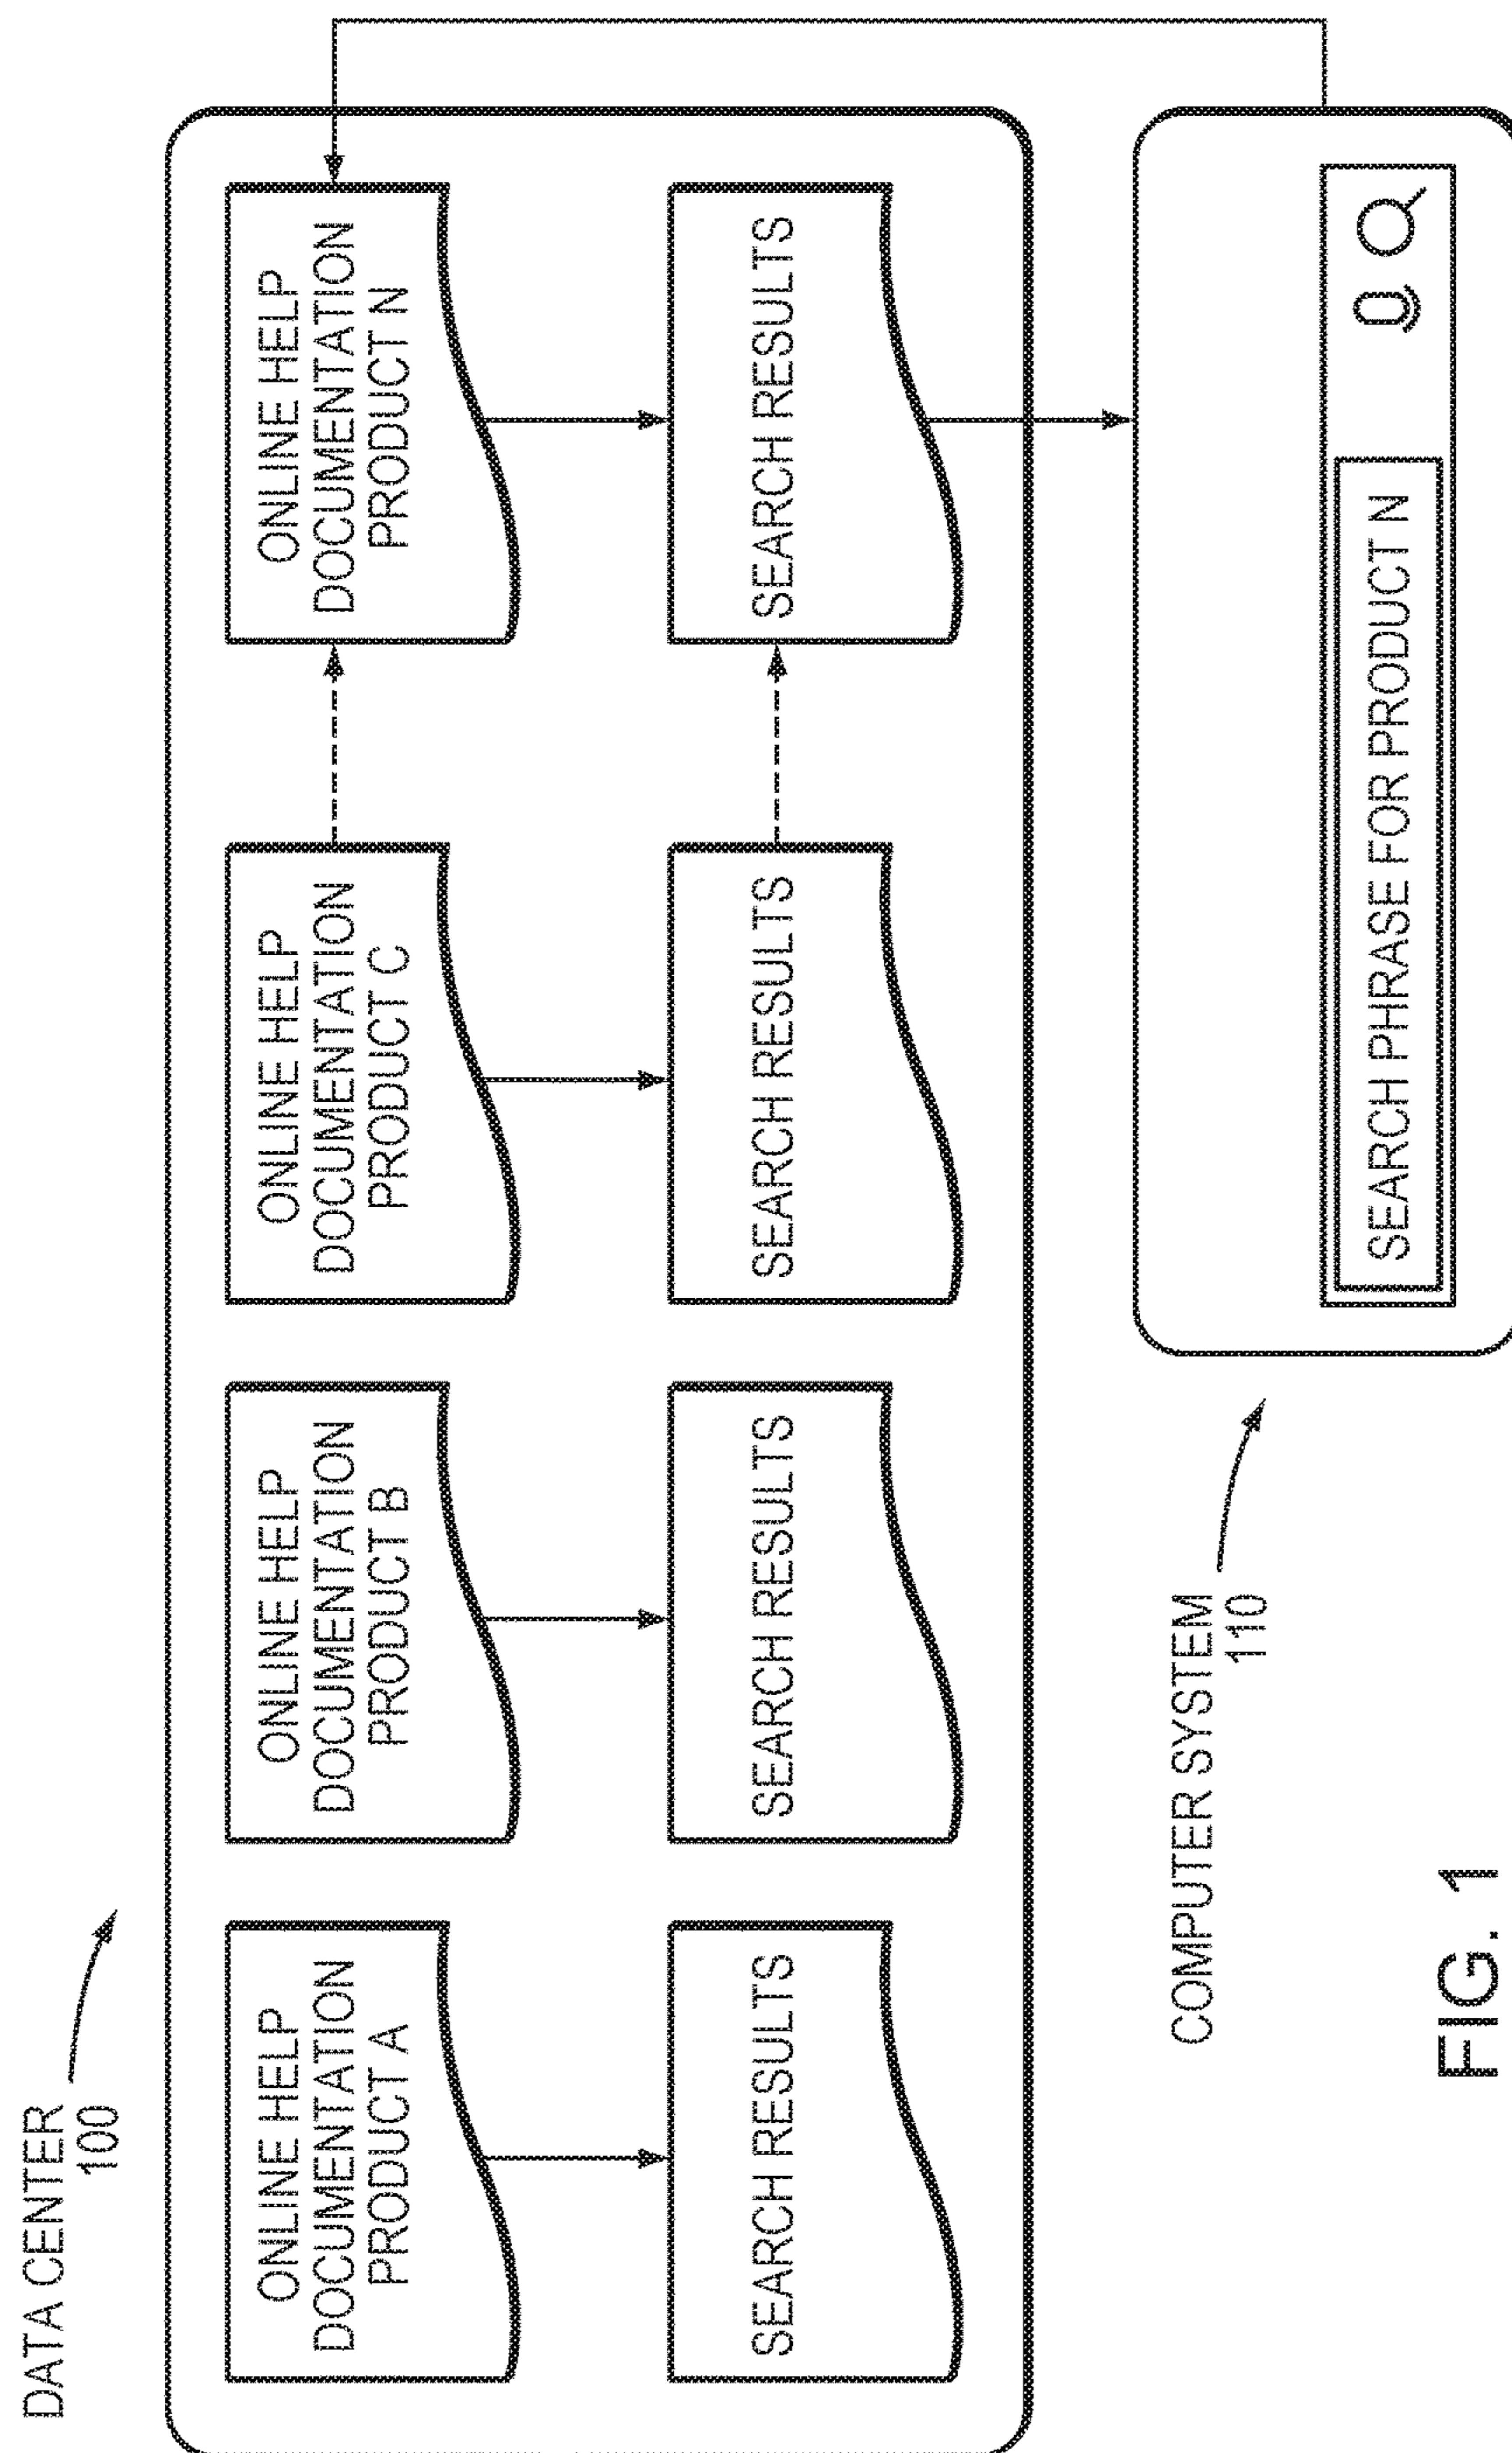 DATA CENTER
100
ONLINE HELP
DOCUMENTATION
PRODUCT A
ONLINE HELP
DOCUMENTATION
PRODUCT B
ONLINE HELP
DOCUMENTATION
PRODUCT C
ONLINE HELP
DOCUMENTATION
PRODUCT N
SEARCH RESULTS
SEARCH RESULTS
SEARCH RESULTS
SEARCH RESULTS
COMPUTER SYSTEM
110
SEARCH PHRASE FOR PRODUCT N
FIG. 1